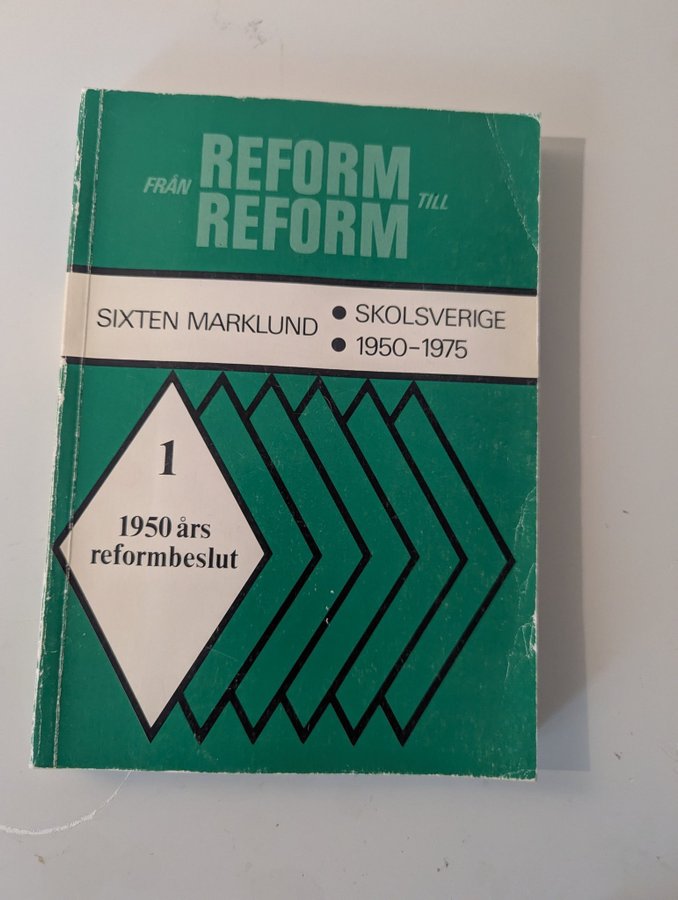 FRÅN REFORM
REFORM TILL
SIXTEN MARKLUND
• SKOLSVERIGE
• 1950–1975
1
1950 års
reformbeslut